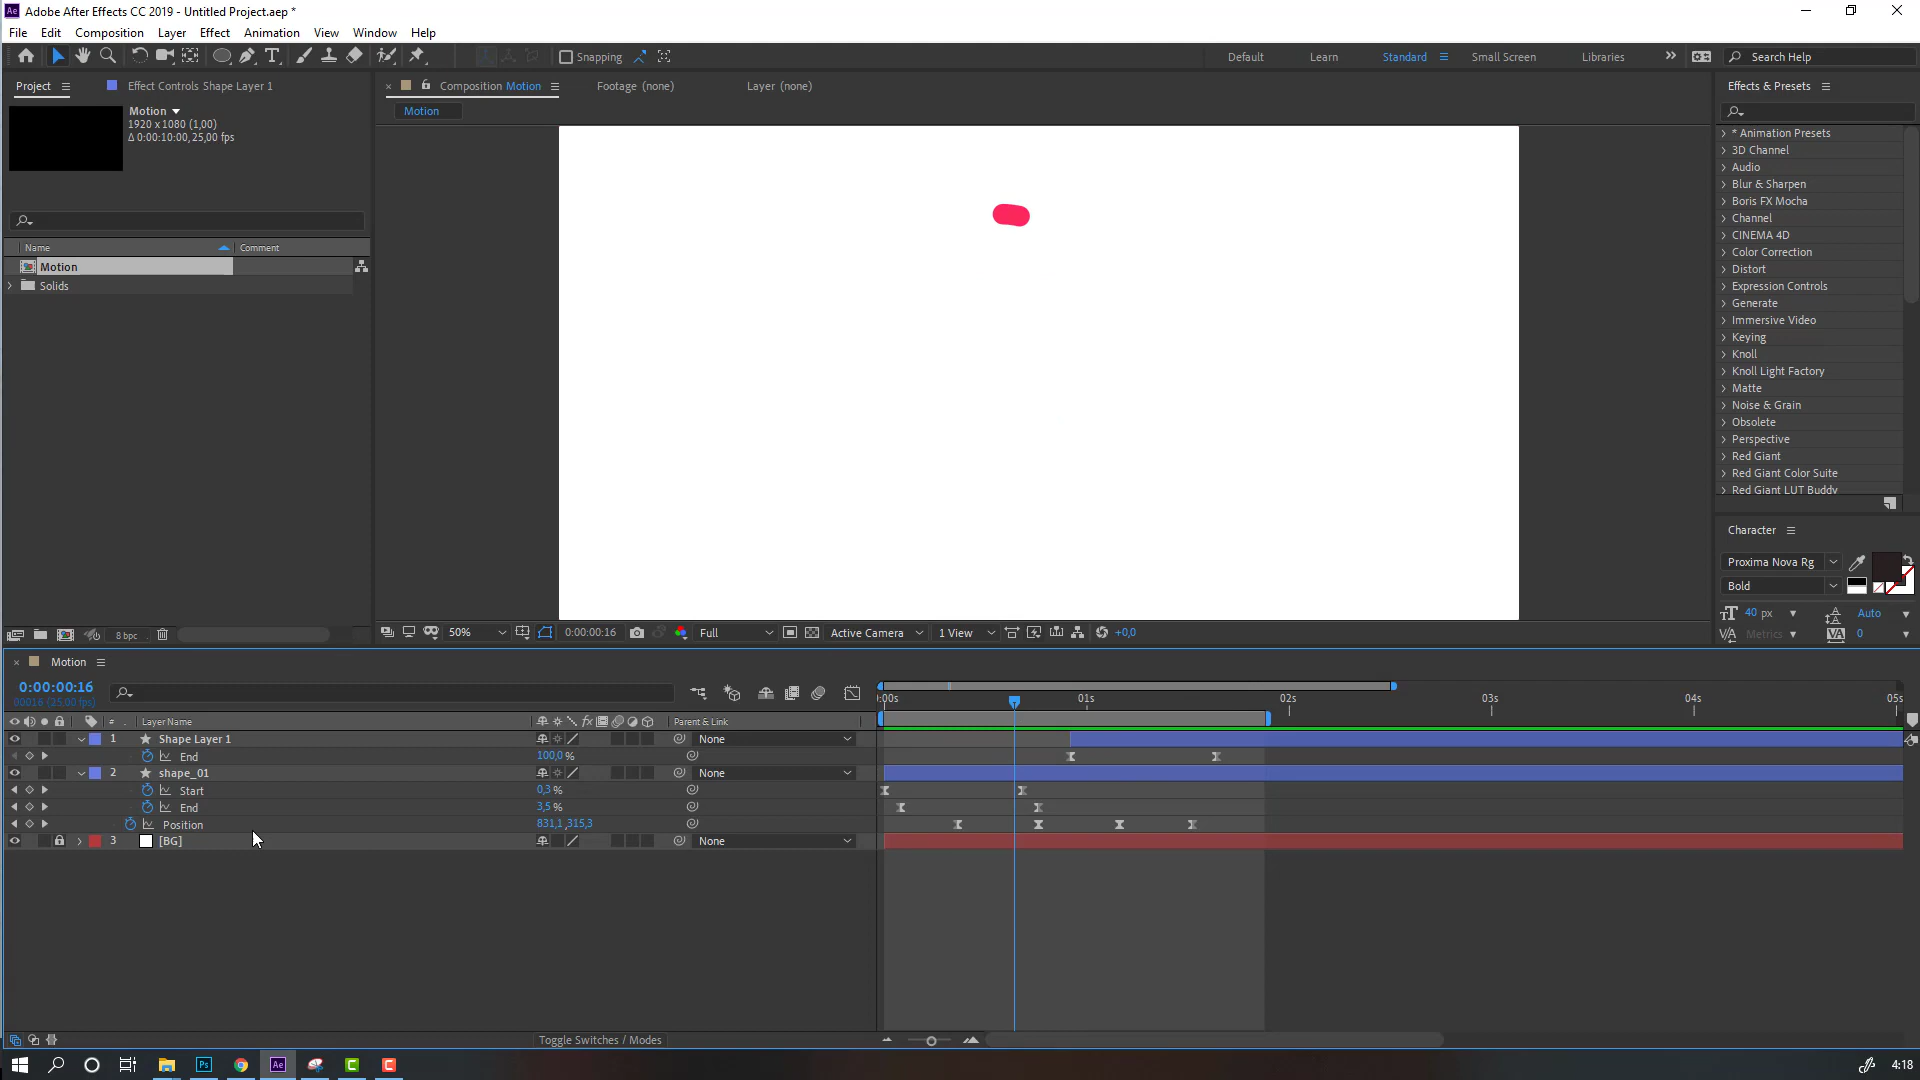 Adobe After Effects CC 2019 - Untitled Project.aep *
File Edit Composition Layer Effect Animation View Window Help
Snapping Default Learn Standard Small Screen Libraries Search Help
Project Effect Controls Shape Layer 1
Composition Motion Footage (none) Layer (none)
Effects & Presets
Motion
1920 x 1080 (1,00)
Δ 0:00:10:00, 25,00 fps
Motion
Name Comment
Motion
Solids
* Animation Presets
3D Channel
Audio
Blur & Sharpen
Boris FX Mocha
Channel
CINEMA 4D
Color Correction
Distort
Expression Controls
Generate
Immersive Video
Keying
Knoll
Knoll Light Factory
Matte
Noise & Grain
Obsolete
Perspective
Red Giant
Red Giant Color Suite
Red Giant LUT Buddy
Character
Proxima Nova Rg
Bold
40 px Auto
Metrics 0
8 bpc
50% 0:00:00:16 Full Active Camera 1 View +0,0
Motion
0:00:00:16
00016 (25.00 fps)
:00s 01s 02s 03s 04s 05s
# Layer Name Parent & Link
1 Shape Layer 1 None
End 100,0 %
2 shape_01 None
Start 0,3 %
End 3,5 %
Position 831,1 ,315,3
3 [BG] None
Toggle Switches / Modes
Ps Ae 4:18